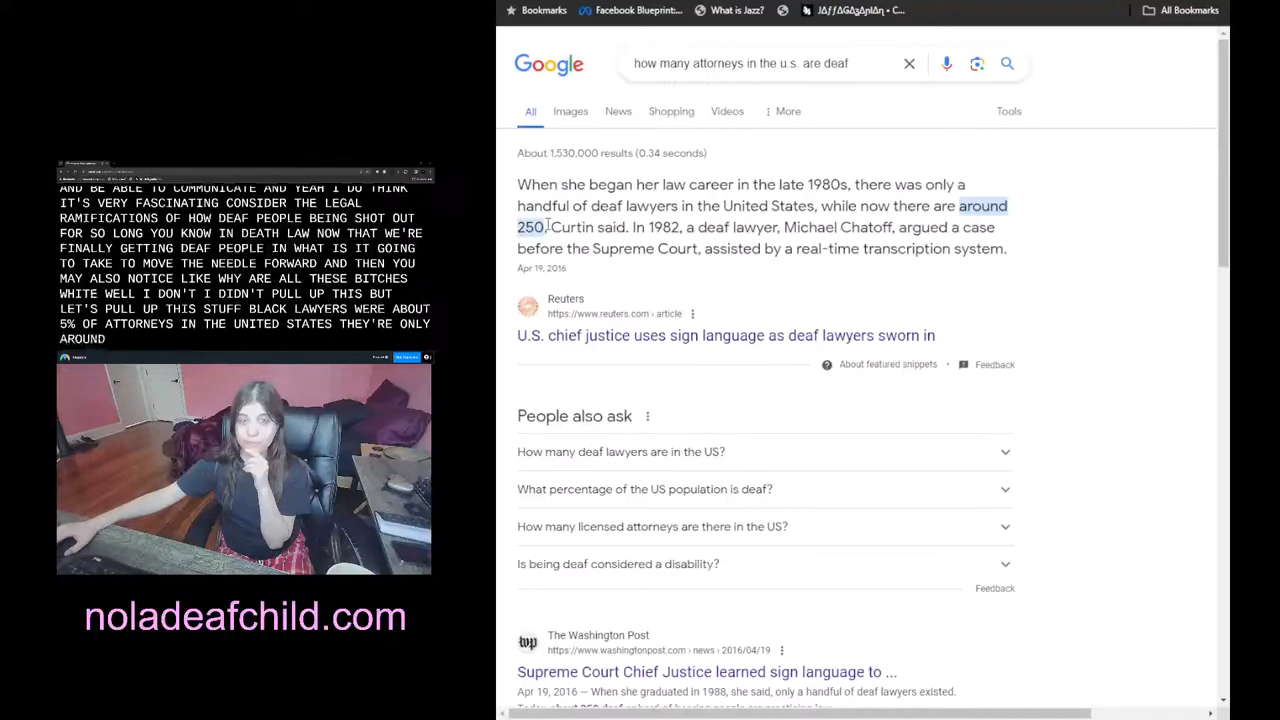 AND BE ABLE TO COMMUNICATE AND YEAH I DO THINK
IT'S VERY FASCINATING CONSIDER THE LEGAL
RAMIFICATIONS OF HOW DEAF PEOPLE BEING SHOT OUT
FOR SO LONG YOU KNOW IN DEATH LAW NOW THAT WE'RE
FINALLY GETTING DEAF PEOPLE IN WHAT IS IT GOING
TO TAKE TO MOVE THE NEEDLE FORWARD AND THEN YOU
MAY ALSO NOTICE LIKE WHY ARE ALL THESE BITCHES
WHITE WELL I DON'T I DIDN'T PULL UP THIS BUT
LET'S PULL UP THIS STUFF BLACK LAWYERS WERE ABOUT
5% OF ATTORNEYS IN THE UNITED STATES THEY'RE ONLY
AROUND
noladeafchild.com
Bookmarks
Facebook Blueprint:...
What is Jazz?
All Bookmarks
Google
how many attorneys in the u.s. are deaf
All Images News Shopping Videos More Tools
About 1,530,000 results (0.34 seconds)
When she began her law career in the late 1980s, there was only a
handful of deaf lawyers in the United States, while now there are around
250, Curtin said. In 1982, a deaf lawyer, Michael Chatoff, argued a case
before the Supreme Court, assisted by a real-time transcription system.
Apr 19, 2016
Reuters
https://www.reuters.com › article
U.S. chief justice uses sign language as deaf lawyers sworn in
About featured snippets • Feedback
People also ask
How many deaf lawyers are in the US?
What percentage of the US population is deaf?
How many licensed attorneys are there in the US?
Is being deaf considered a disability?
Feedback
wp
The Washington Post
https://www.washingtonpost.com › news › 2016/04/19
Supreme Court Chief Justice learned sign language to ...
Apr 19, 2016 — When she graduated in 1988, she said, only a handful of deaf lawyers existed.